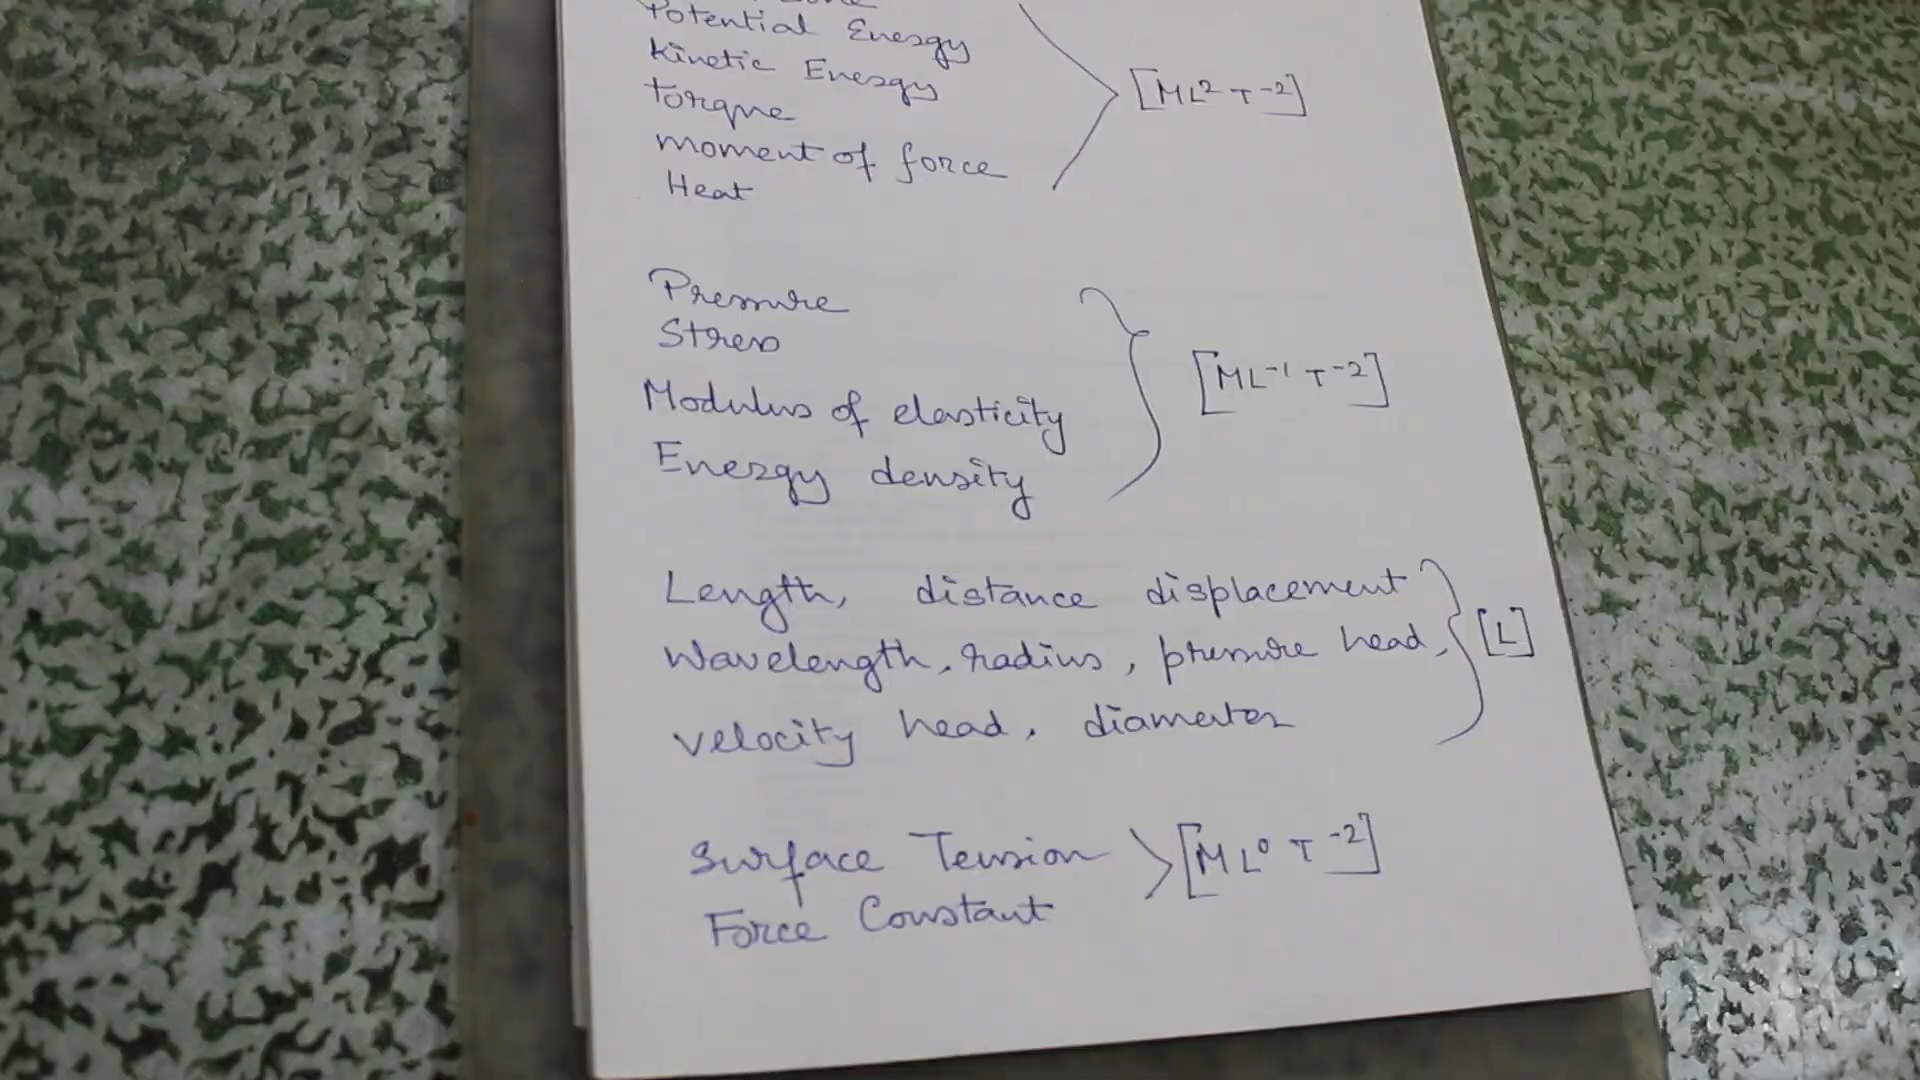 Potential Energy
Kinetic Energy
torque
moment of force
Heat
[ML² T⁻²]
Pressure
Stress
Modulus of elasticity
Energy density
[ML⁻¹ T⁻²]
Length, distance displacement
Wavelength, radius, pressure head,
velocity head, diameter
[L]
Surface Tension
Force Constant
[ML⁰ T⁻²]